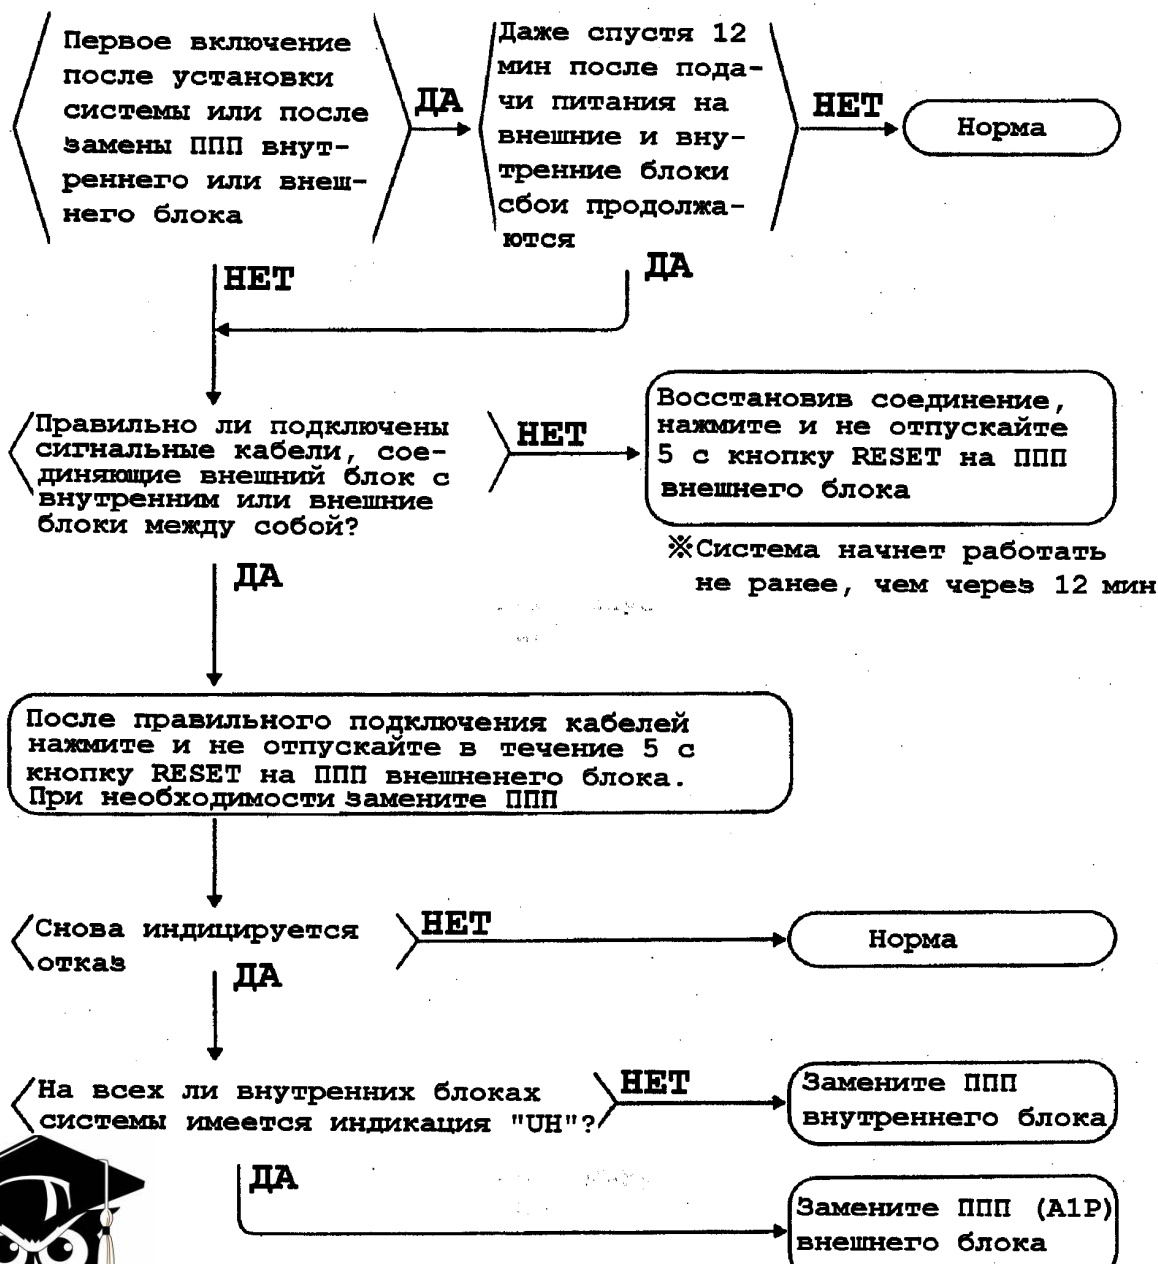 Первое включение
после установки
системы или после
замены ППП внут-
реннего или внеш-
него блока
ДА
Даже спустя 12
мин после пода-
чи питания на
внешние и вну-
тренние блоки
сбои продолжа-
ются
НЕТ
Норма
НЕТ
ДА
Правильно ли подключены
сигнальные кабели, сое-
диняющие внешний блок с
внутренним или внешние
блоки между собой?
НЕТ
Восстановив соединение,
нажмите и не отпускайте
5 с кнопку RESET на ППП
внешнего блока
※Система начнет работать
не ранее, чем через 12 мин
ДА
После правильного подключения кабелей
нажмите и не отпускайте в течение 5 с
кнопку RESET на ППП внешненего блока.
При необходимости замените ППП
Снова индицируется
отказ
НЕТ
Норма
ДА
На всех ли внутренних блоках
системы имеется индикация "UH"?
НЕТ
Замените ППП
внутреннего блока
ДА
Замените ППП (A1P)
внешнего блока